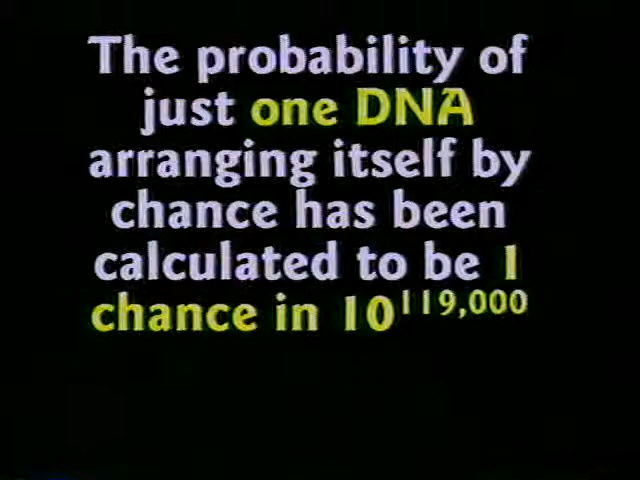 The probability of
just one DNA
arranging itself by
chance has been
calculated to be 1
chance in 10¹¹⁹,⁰⁰⁰